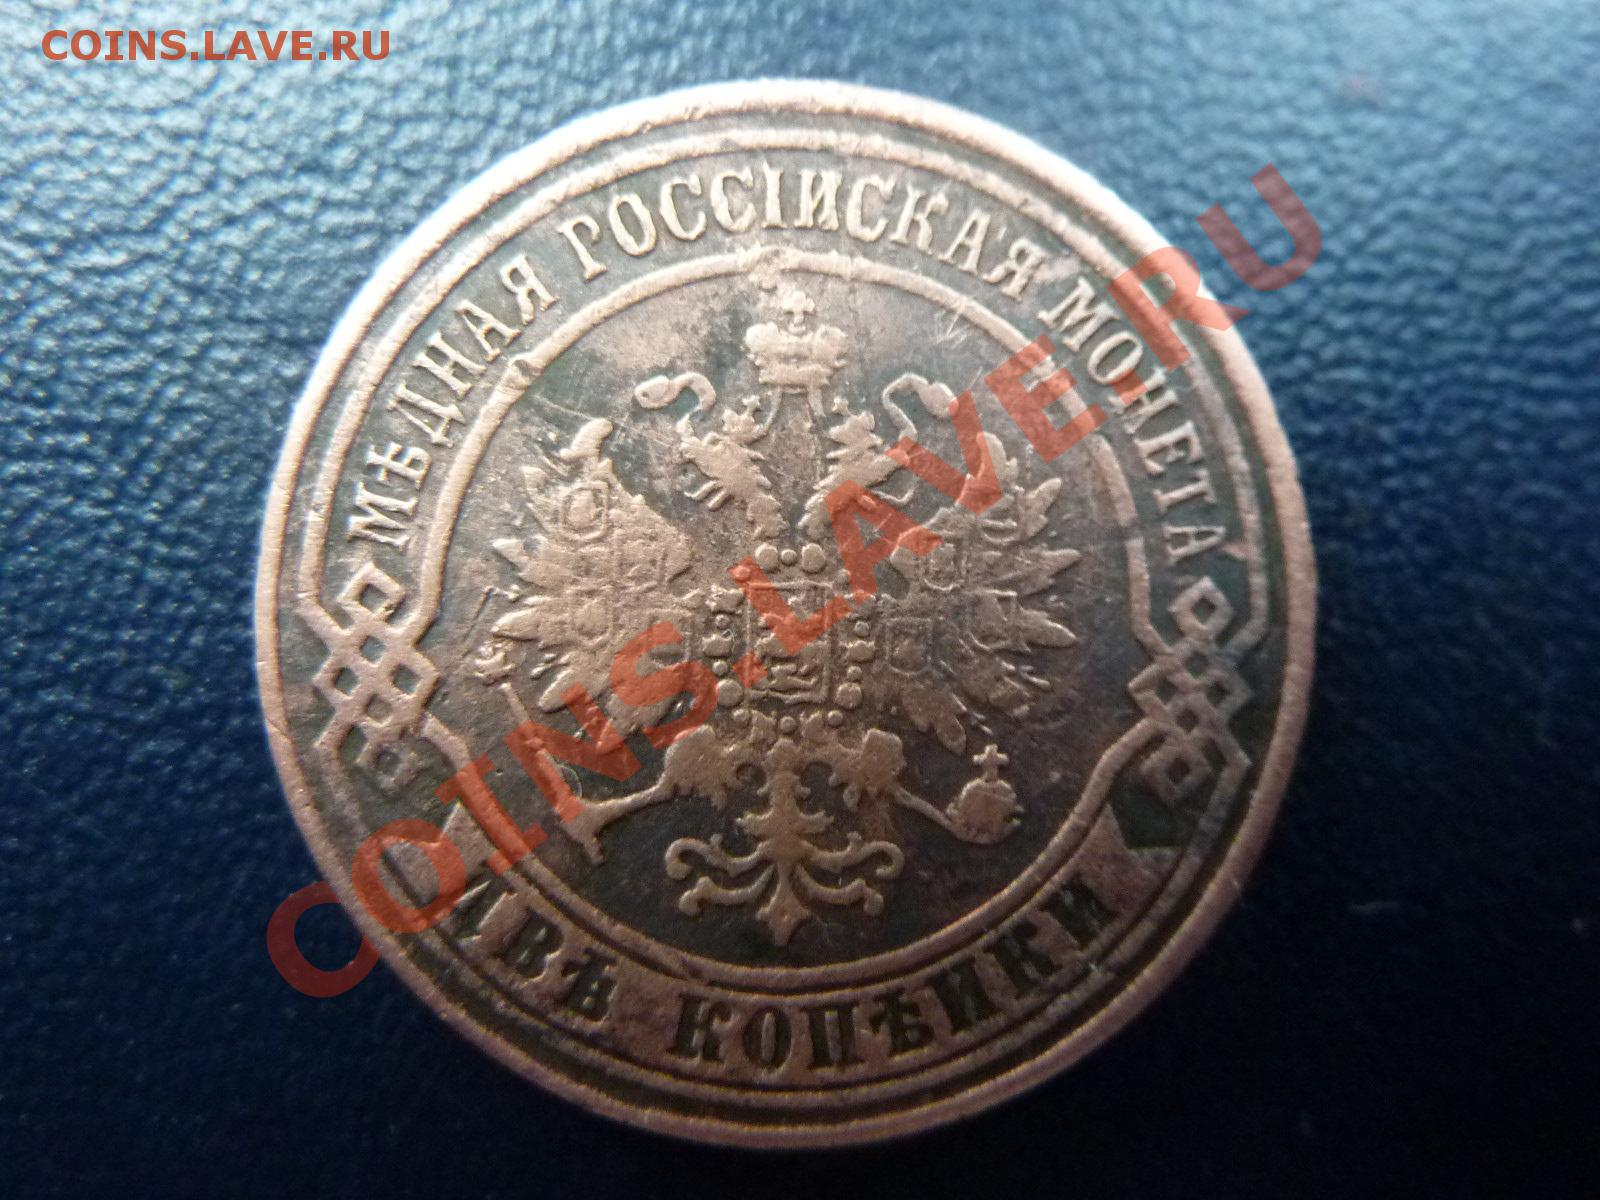 COINS.LAVE.RU
МѢДНАЯ РОССІЙСКАЯ МОНЕТА
ДВѢ КОПѢЙКИ
COINS.LAVE.RU